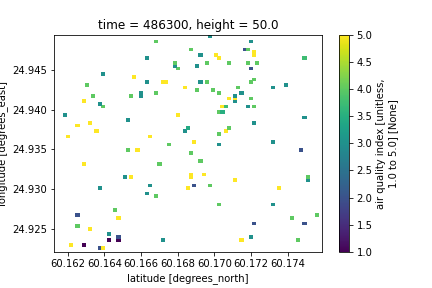 time = 486300, height = 50.0
24.945
24.940
24.935
24.930
24.925
longitude [degrees_east]
60.162 60.164 60.166 60.168 60.170 60.172 60.174
latitude [degrees_north]
5.0
4.5
4.0
3.5
3.0
2.5
2.0
1.5
1.0
air quality index [unitless,
1.0 to 5.0] [None]